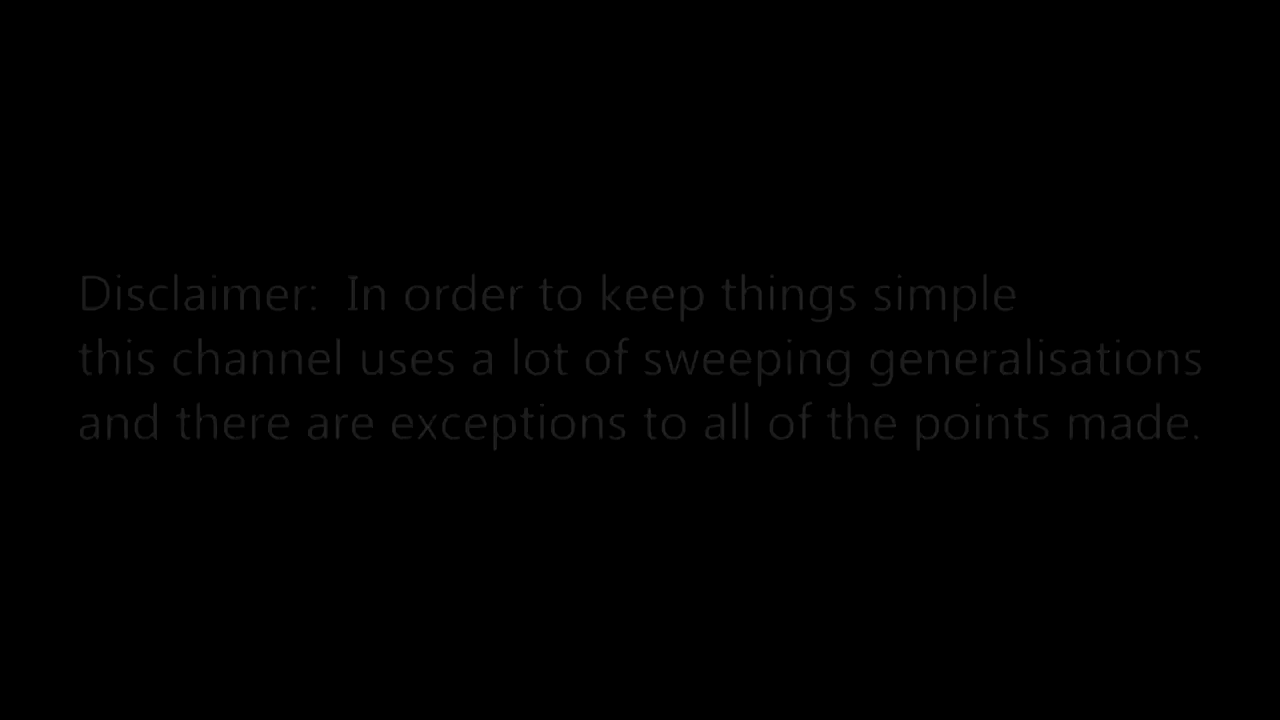 Disclaimer:  In order to keep things simple
this channel uses a lot of sweeping generalisations
and there are exceptions to all of the points made.